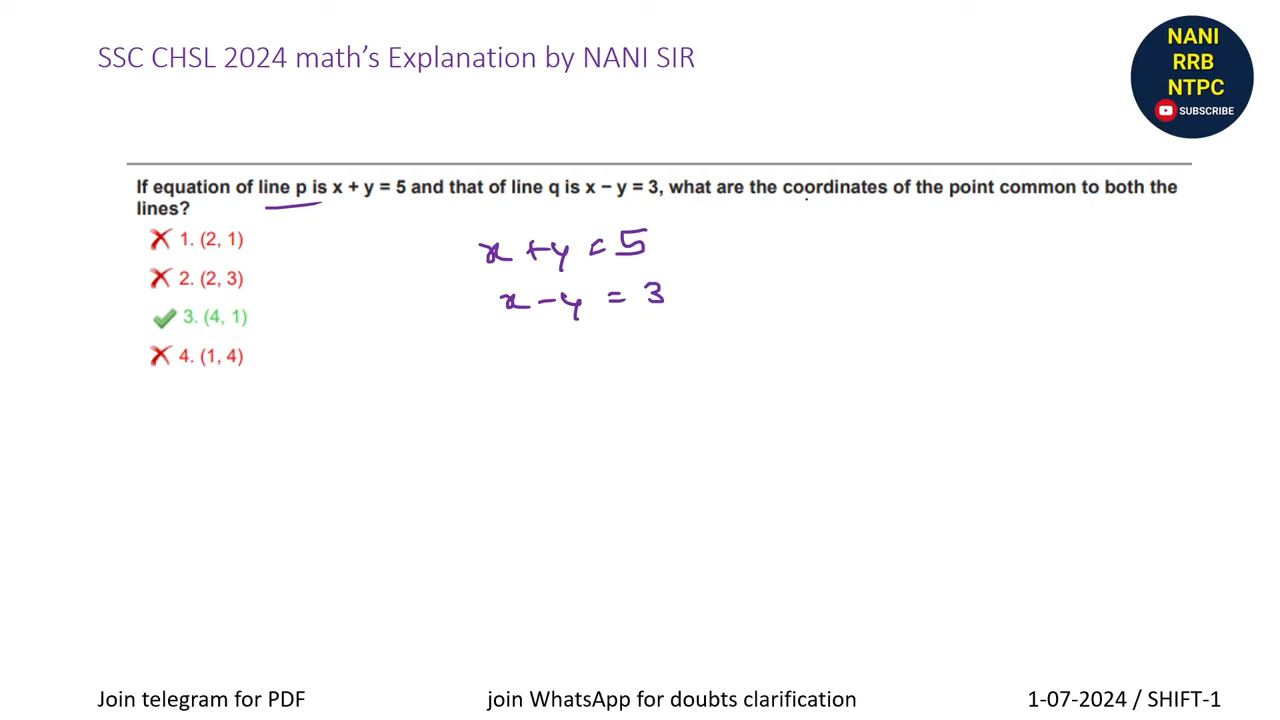 SSC CHSL 2024 math’s Explanation by NANI SIR
NANI
RRB
NTPC
SUBSCRIBE
If equation of line p is x + y = 5 and that of line q is x − y = 3, what are the coordinates of the point common to both the
lines?
1. (2, 1)
2. (2, 3)
3. (4, 1)
4. (1, 4)
x + y = 5
x − y = 3
Join telegram for PDF
join WhatsApp for doubts clarification
1-07-2024 / SHIFT-1